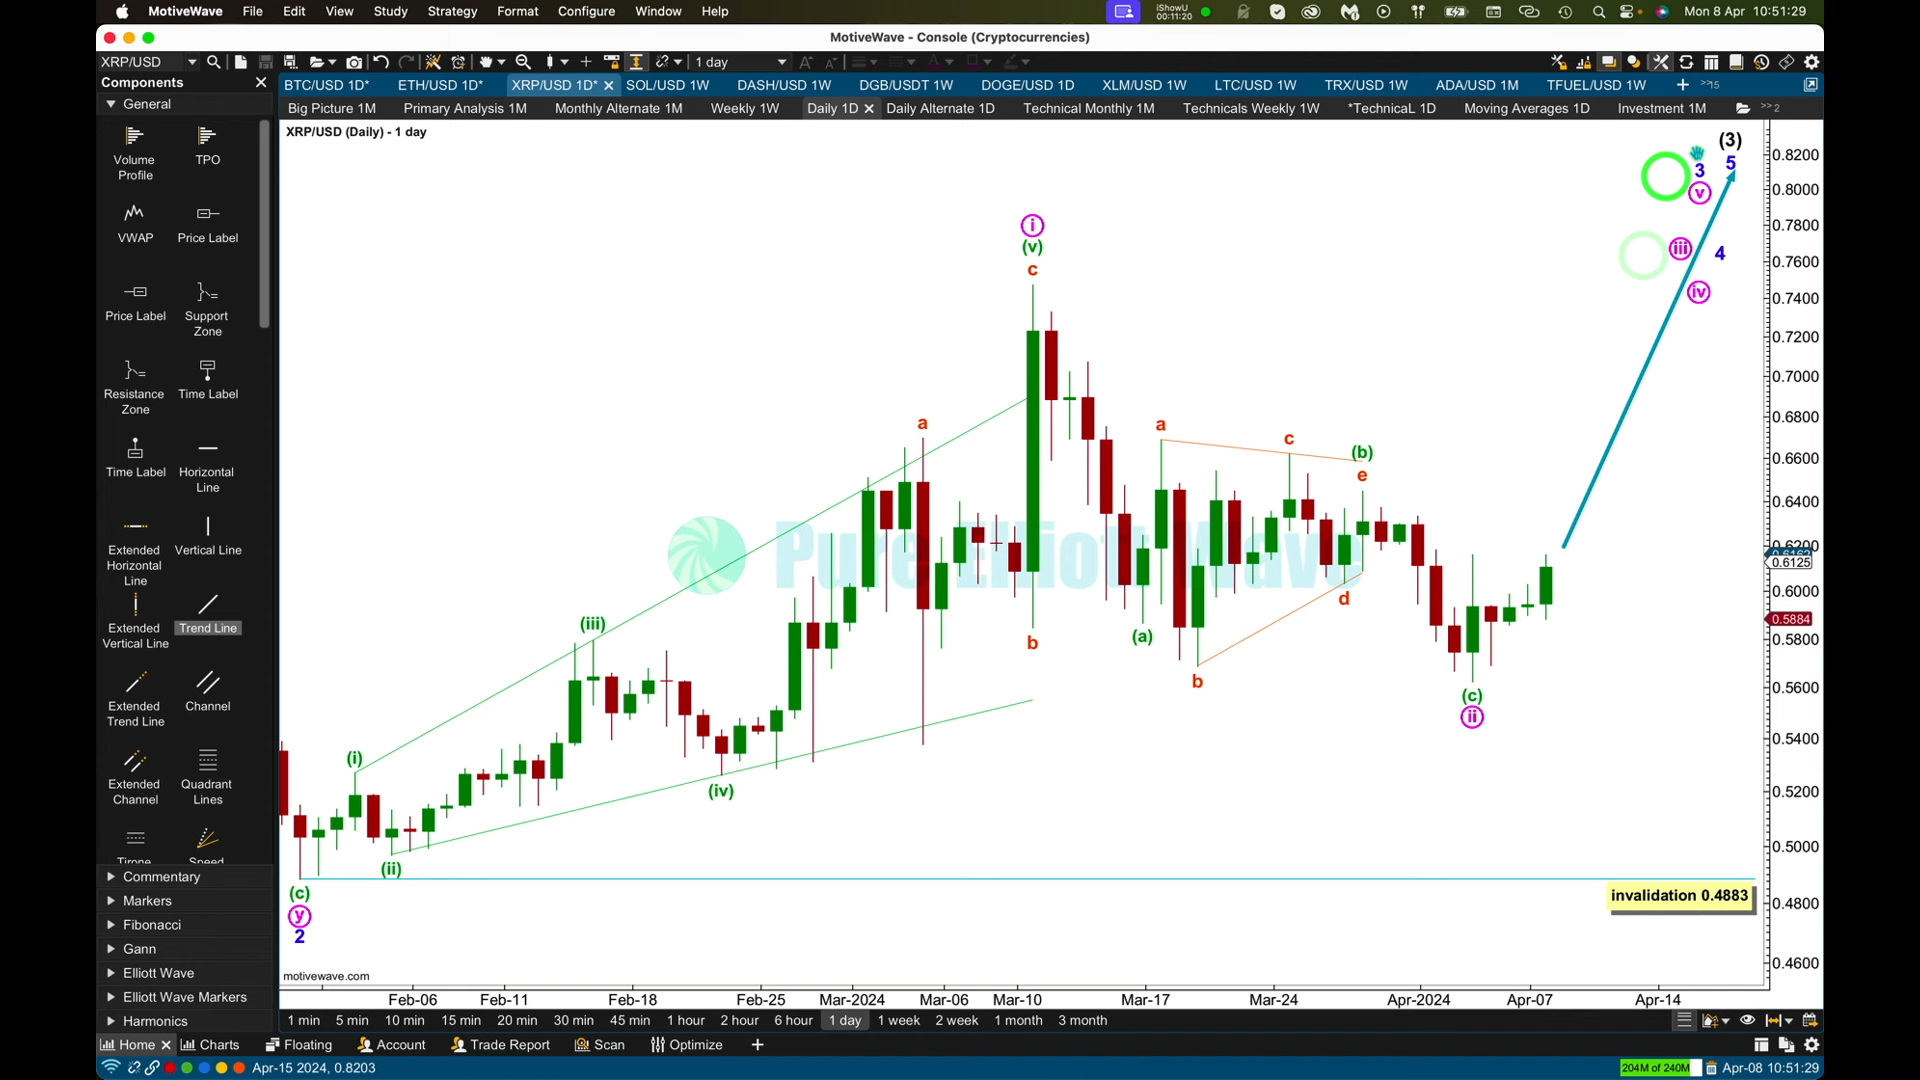 MotiveWave File Edit View Study Strategy Format Configure Window Help iShowU 00:11:20 Mon 8 Apr 10:51:29
MotiveWave - Console (Cryptocurrencies)
XRP/USD 1 day
Components
BTC/USD 1D* ETH/USD 1D* XRP/USD 1D* SOL/USD 1W DASH/USD 1W DGB/USDT 1W DOGE/USD 1D XLM/USD 1W LTC/USD 1W TRX/USD 1W ADA/USD 1M TFUEL/USD 1W >>15
General
Big Picture 1M Primary Analysis 1M Monthly Alternate 1M Weekly 1W Daily 1D Daily Alternate 1D Technical Monthly 1M Technicals Weekly 1W *TechnicaL 1D Moving Averages 1D Investment 1M >>2
XRP/USD (Daily) - 1 day
Volume Profile
TPO
VWAP
Price Label
Price Label
Support Zone
Resistance Zone
Time Label
Time Label
Horizontal Line
Extended Horizontal Line
Vertical Line
Extended Vertical Line
Trend Line
Extended Trend Line
Channel
Extended Channel
Quadrant Lines
Tirone
Speed
Commentary
Markers
Fibonacci
Gann
Elliott Wave
Elliott Wave Markers
Harmonics
(3)
5
3
v
iii
4
iv
i
(v)
c
a
a
c
(b)
e
(iii)
Pure Elliott Wave
d
(a)
b
b
(c)
ii
(i)
(iv)
(ii)
(c)
y
2
invalidation 0.4883
0.8200
0.8000
0.7800
0.7600
0.7400
0.7200
0.7000
0.6800
0.6600
0.6400
0.6200
0.6125
0.6000
0.5884
0.5800
0.5600
0.5400
0.5200
0.5000
0.4800
0.4600
motivewave.com
Feb-06 Feb-11 Feb-18 Feb-25 Mar-2024 Mar-06 Mar-10 Mar-17 Mar-24 Apr-2024 Apr-07 Apr-14
1 min 5 min 10 min 15 min 20 min 30 min 45 min 1 hour 2 hour 6 hour 1 day 1 week 2 week 1 month 3 month
Home Charts Floating Account Trade Report Scan Optimize
Apr-15 2024, 0.8203 204M of 240M Apr-08 10:51:29